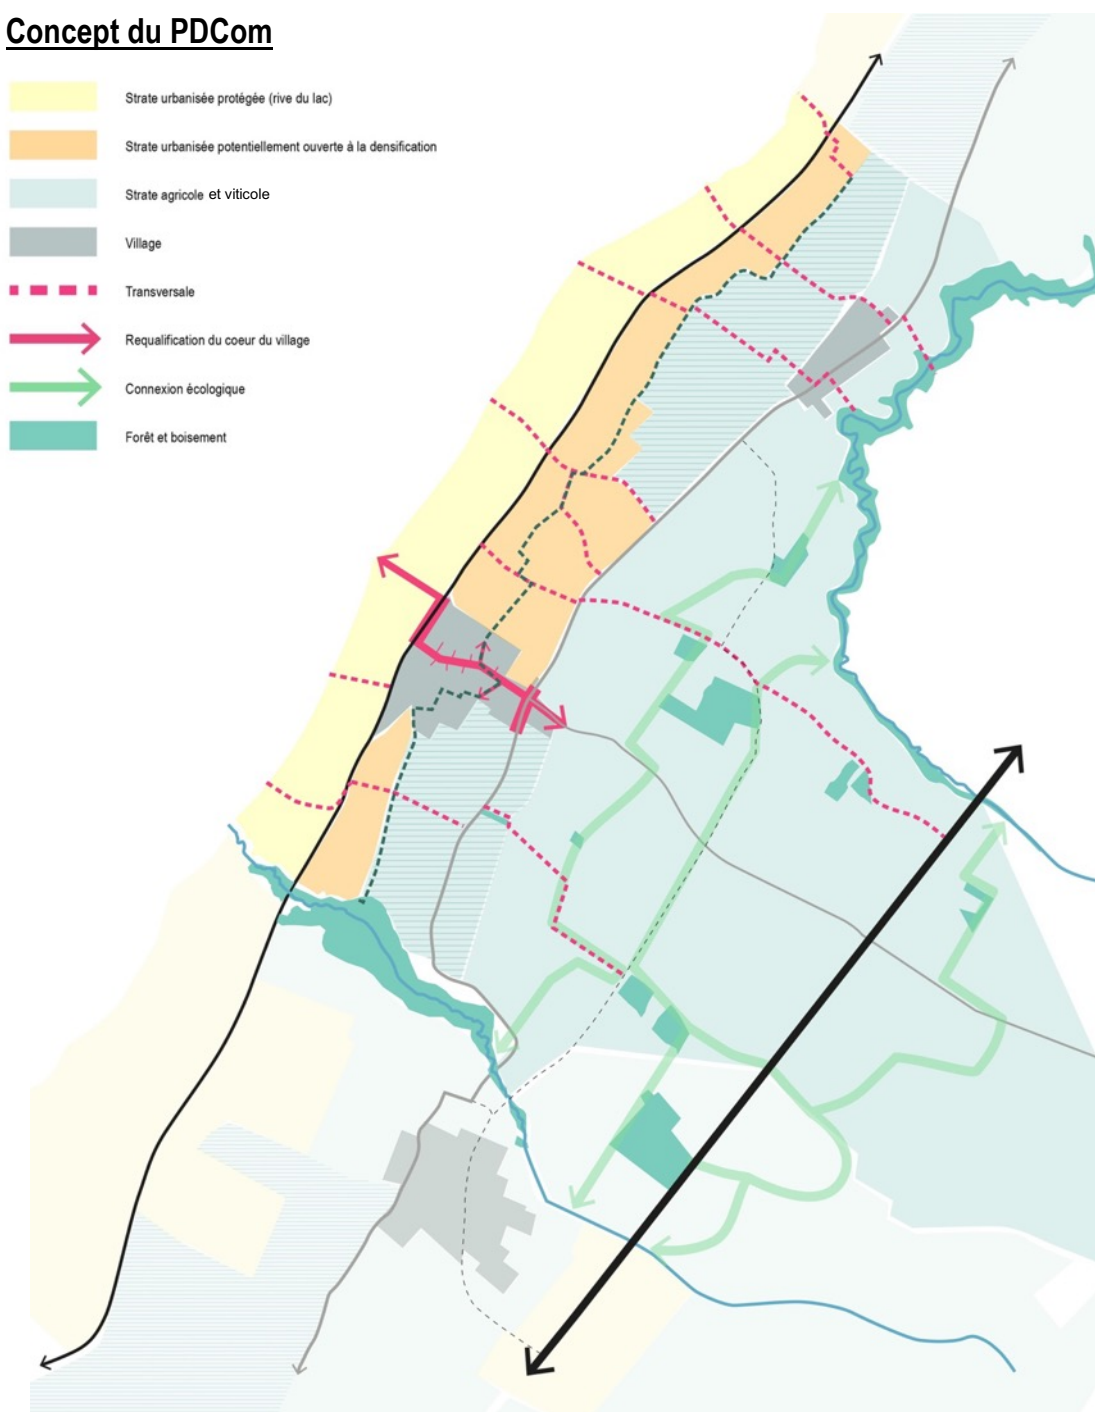 Concept du PDCom
Strate urbanisée protégée (rive du lac)
Strate urbanisée potentiellement ouverte à la densification
Strate agricole et viticole
Village
Transversale
Requalification du coeur du village
Connexion écologique
Forêt et boisement